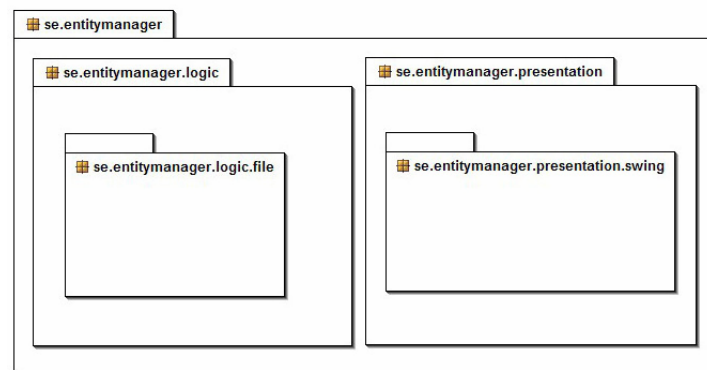 se.entitymanager
se.entitymanager.logic
se.entitymanager.presentation
se.entitymanager.logic.file
se.entitymanager.presentation.swing